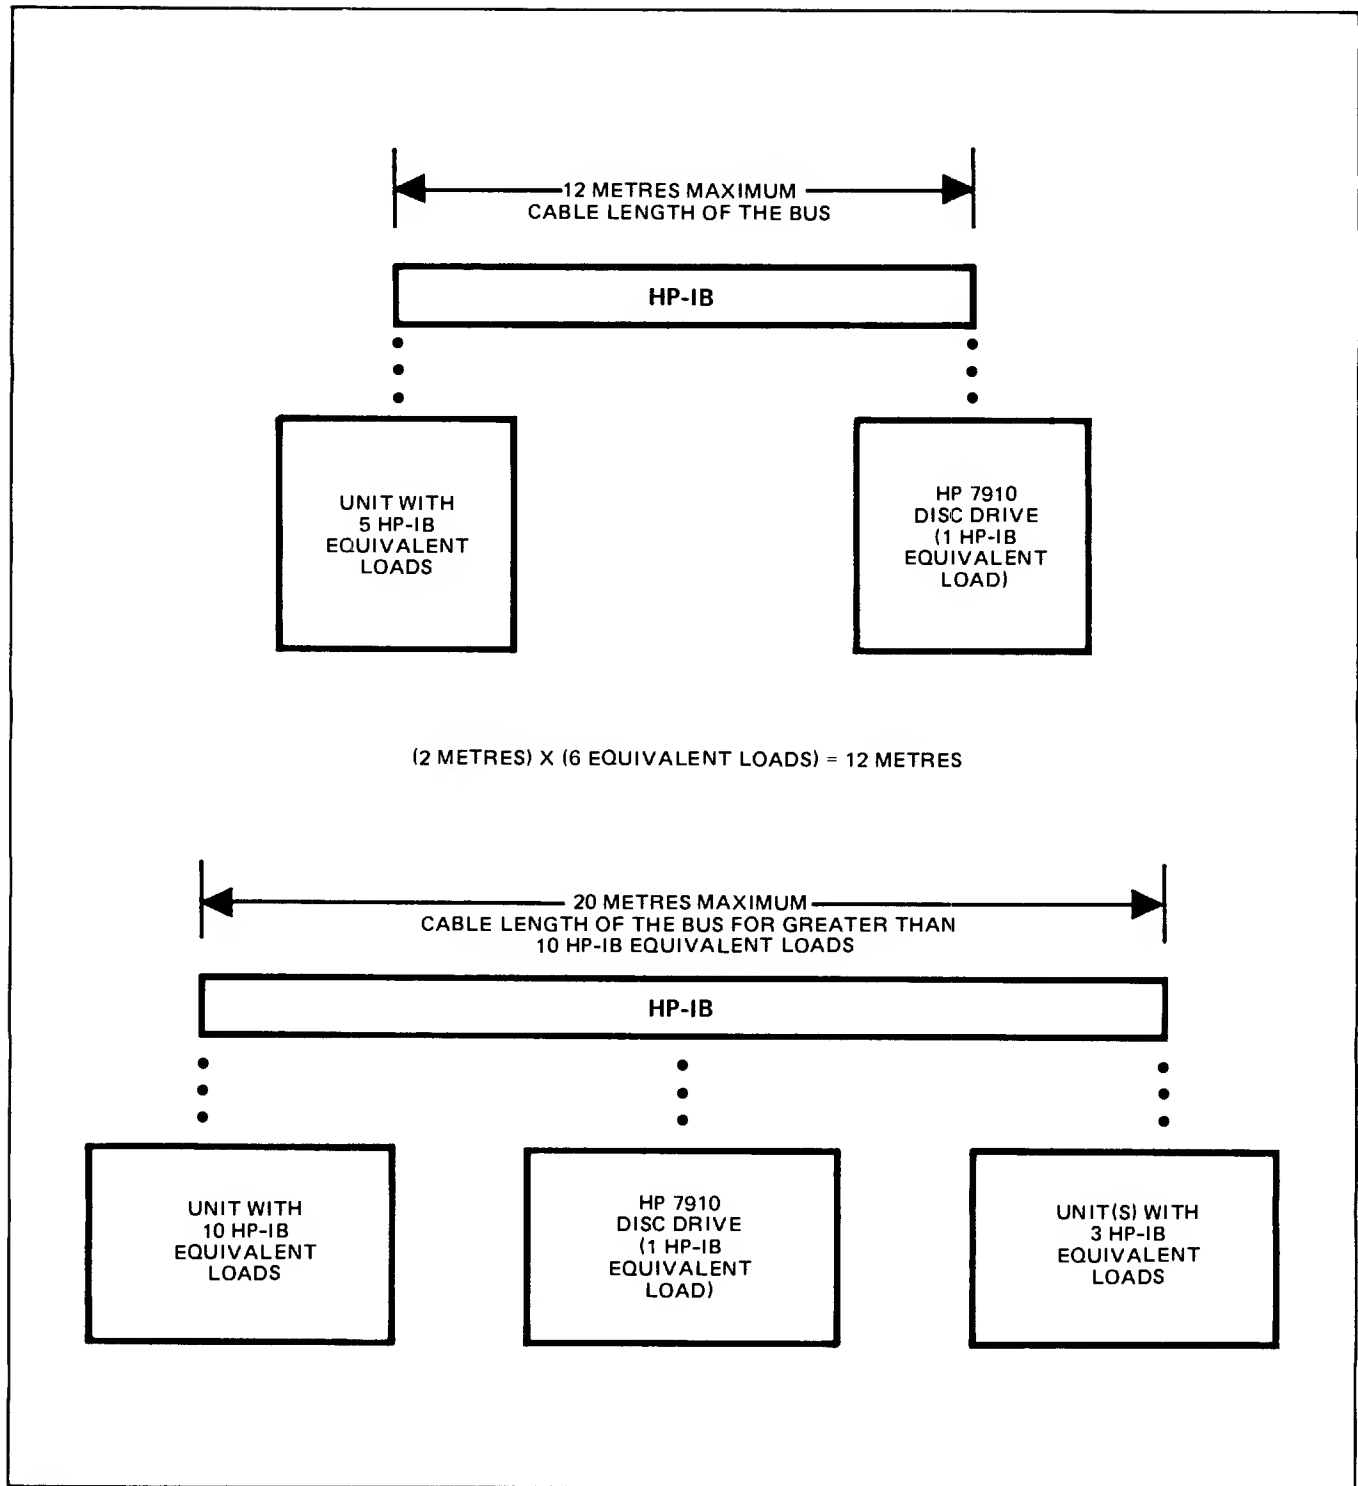 12 METRES MAXIMUM
CABLE LENGTH OF THE BUS
HP-IB
UNIT WITH
5 HP-IB
EQUIVALENT
LOADS
HP 7910
DISC DRIVE
(1 HP-IB
EQUIVALENT
LOAD)
(2 METRES) X (6 EQUIVALENT LOADS) = 12 METRES
20 METRES MAXIMUM
CABLE LENGTH OF THE BUS FOR GREATER THAN
10 HP-IB EQUIVALENT LOADS
HP-IB
UNIT WITH
10 HP-IB
EQUIVALENT
LOADS
HP 7910
DISC DRIVE
(1 HP-IB
EQUIVALENT
LOAD)
UNIT(S) WITH
3 HP-IB
EQUIVALENT
LOADS